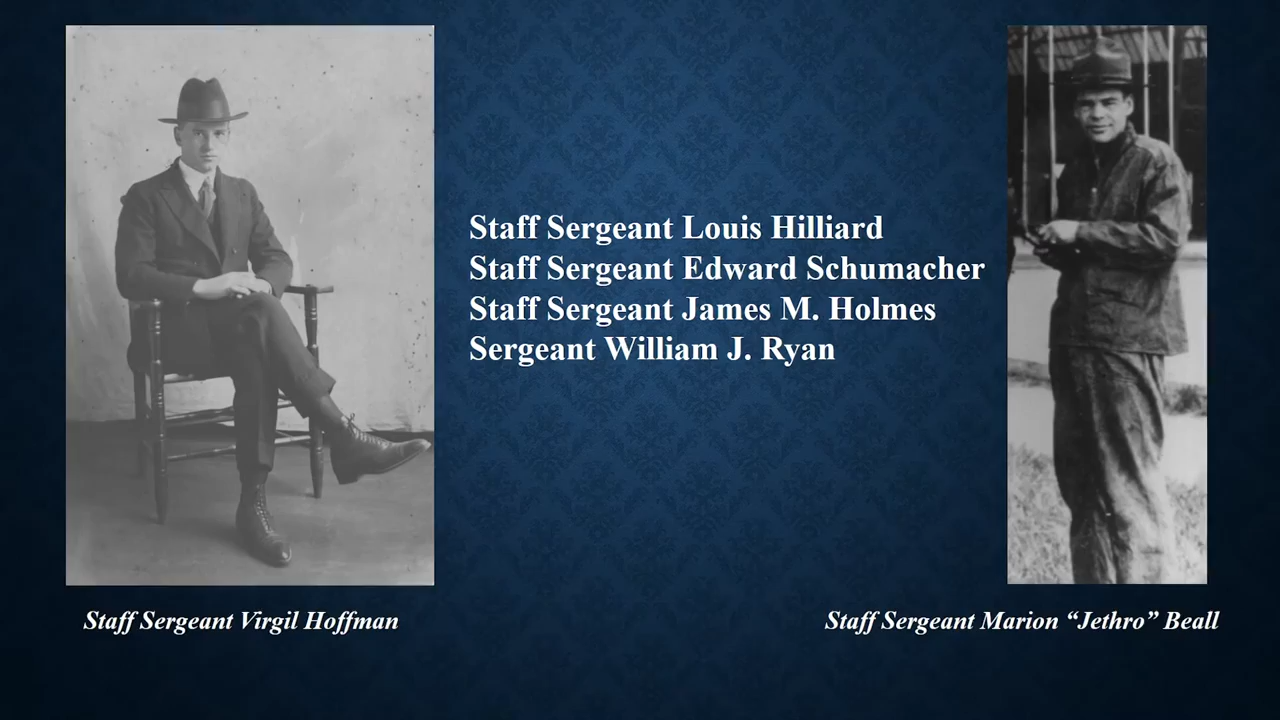 Staff Sergeant Louis Hilliard
Staff Sergeant Edward Schumacher
Staff Sergeant James M. Holmes
Sergeant William J. Ryan
Staff Sergeant Virgil Hoffman
Staff Sergeant Marion “Jethro” Beall